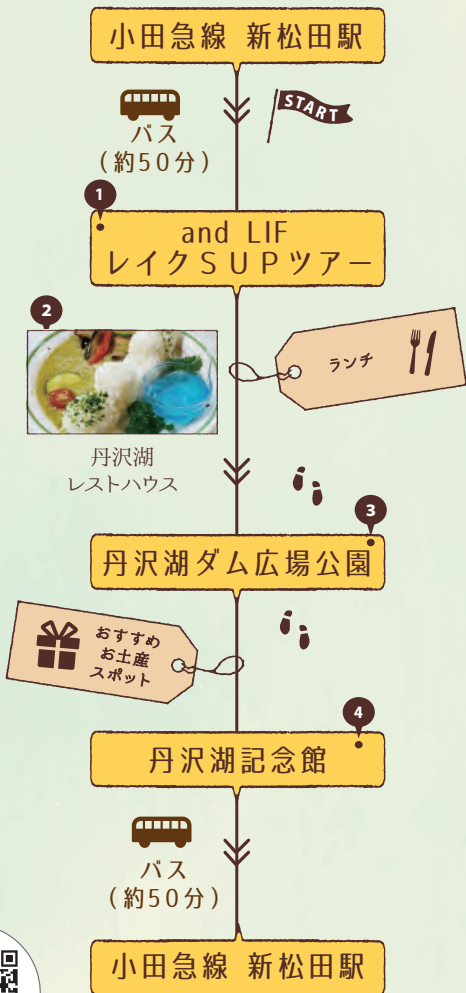 小田急線 新松田駅
START
バス
(約50分)
1
and LIF
レイクSUPツアー
2
ランチ
丹沢湖
レストハウス
3
丹沢湖ダム広場公園
おすすめ
お土産
スポット
4
丹沢湖記念館
バス
(約50分)
小田急線 新松田駅